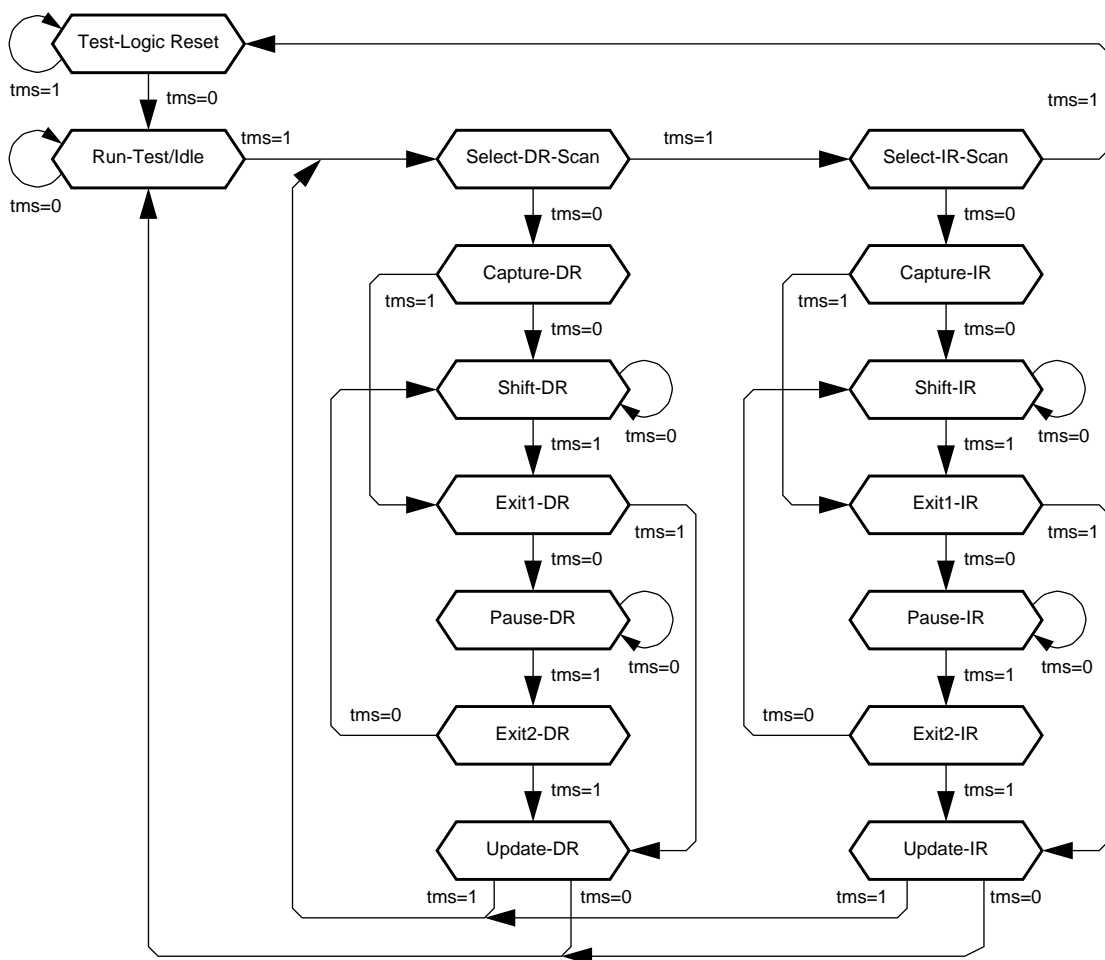 Test-Logic Reset
tms=1
tms=0
tms=1
Run-Test/Idle
tms=1
Select-DR-Scan
tms=1
Select-IR-Scan
tms=0
tms=0
tms=0
Capture-DR
Capture-IR
tms=1
tms=0
tms=1
tms=0
Shift-DR
Shift-IR
tms=1
tms=0
tms=1
tms=0
Exit1-DR
Exit1-IR
tms=1
tms=1
tms=0
tms=0
Pause-DR
Pause-IR
tms=1
tms=0
tms=1
tms=0
tms=0
Exit2-DR
tms=0
Exit2-IR
tms=1
tms=1
Update-DR
Update-IR
tms=1
tms=0
tms=1
tms=0